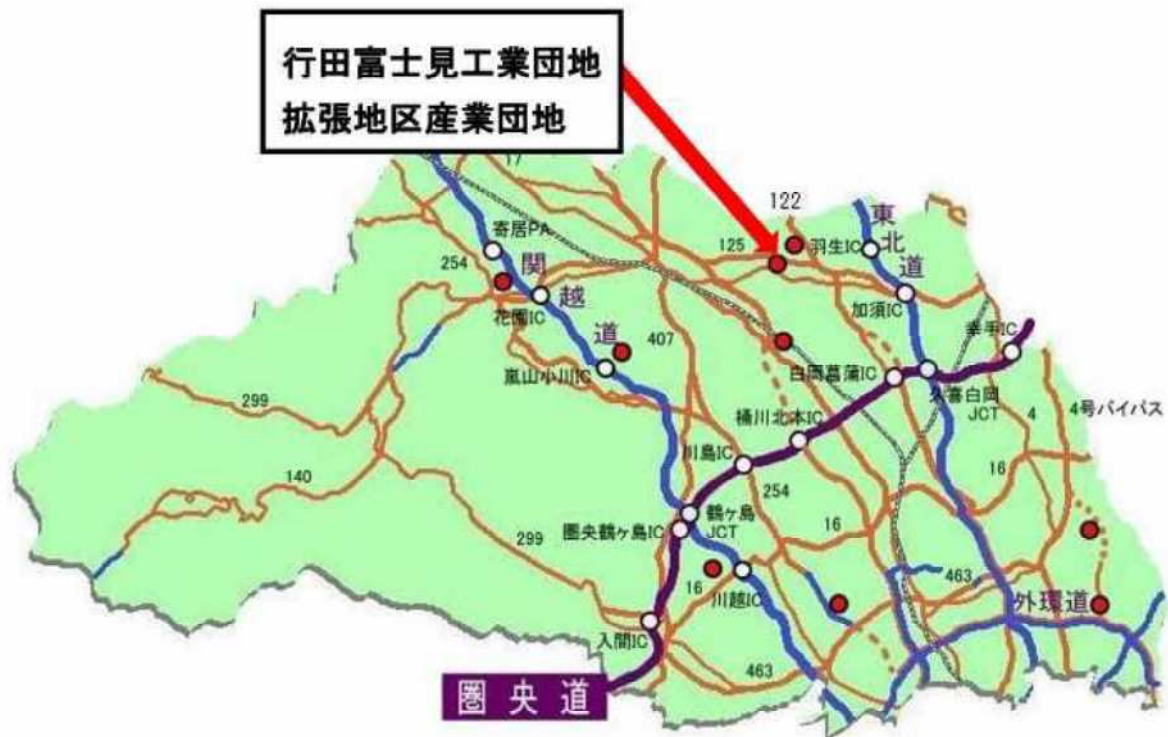 行田富士見工業団地
拡張地区産業団地
17
122
東北道
125
羽生IC
寄居PA
254
関越道
花園IC
加須IC
幸手IC
407
嵐山小川IC
白岡菖蒲IC
久喜白岡
JCT
299
桶川北本IC
4
4号バイパス
川島IC
16
140
254
鶴ヶ島
JCT
圏央鶴ヶ島IC
16
299
16
川越IC
463
外環道
入間IC
463
圏央道